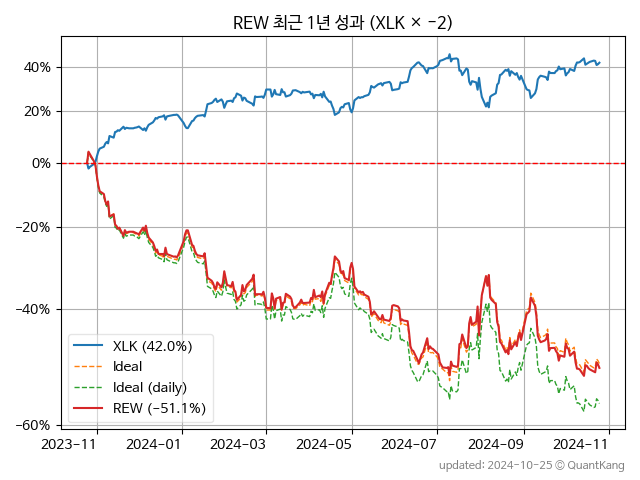 REW 최근 1년 성과 (XLK × −2)
40%
20%
0%
−20%
−40%
−60%
XLK (42.0%)
Ideal
Ideal (daily)
REW (−51.1%)
2023−11 2024−01 2024−03 2024−05 2024−07 2024−09 2024−11
updated: 2024-10-25 ⓒ QuantKang